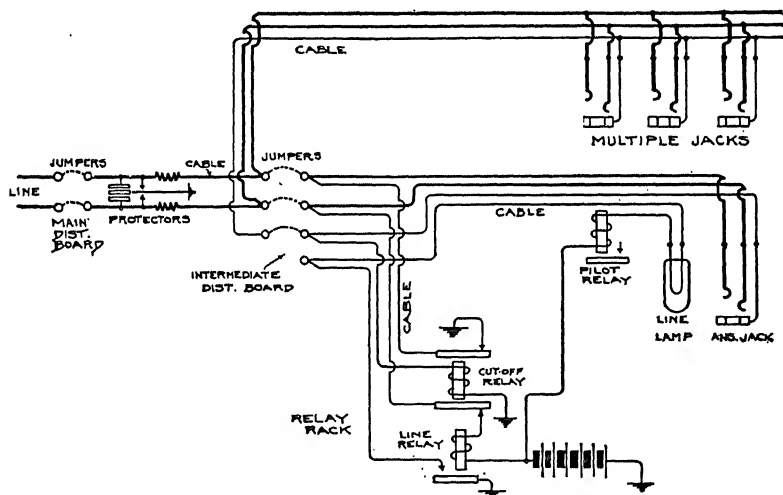 CABLE
MULTIPLE JACKS
JUMPERS
CABLE
JUMPERS
LINE
PROTECTORS
MAIN
DIST.
BOARD
CABLE
INTERMEDIATE
DIST. BOARD
CABLE
PILOT
RELAY
LINE
LAMP
ANS. JACK
CUT-OFF
RELAY
RELAY
RACK
LINE
RELAY